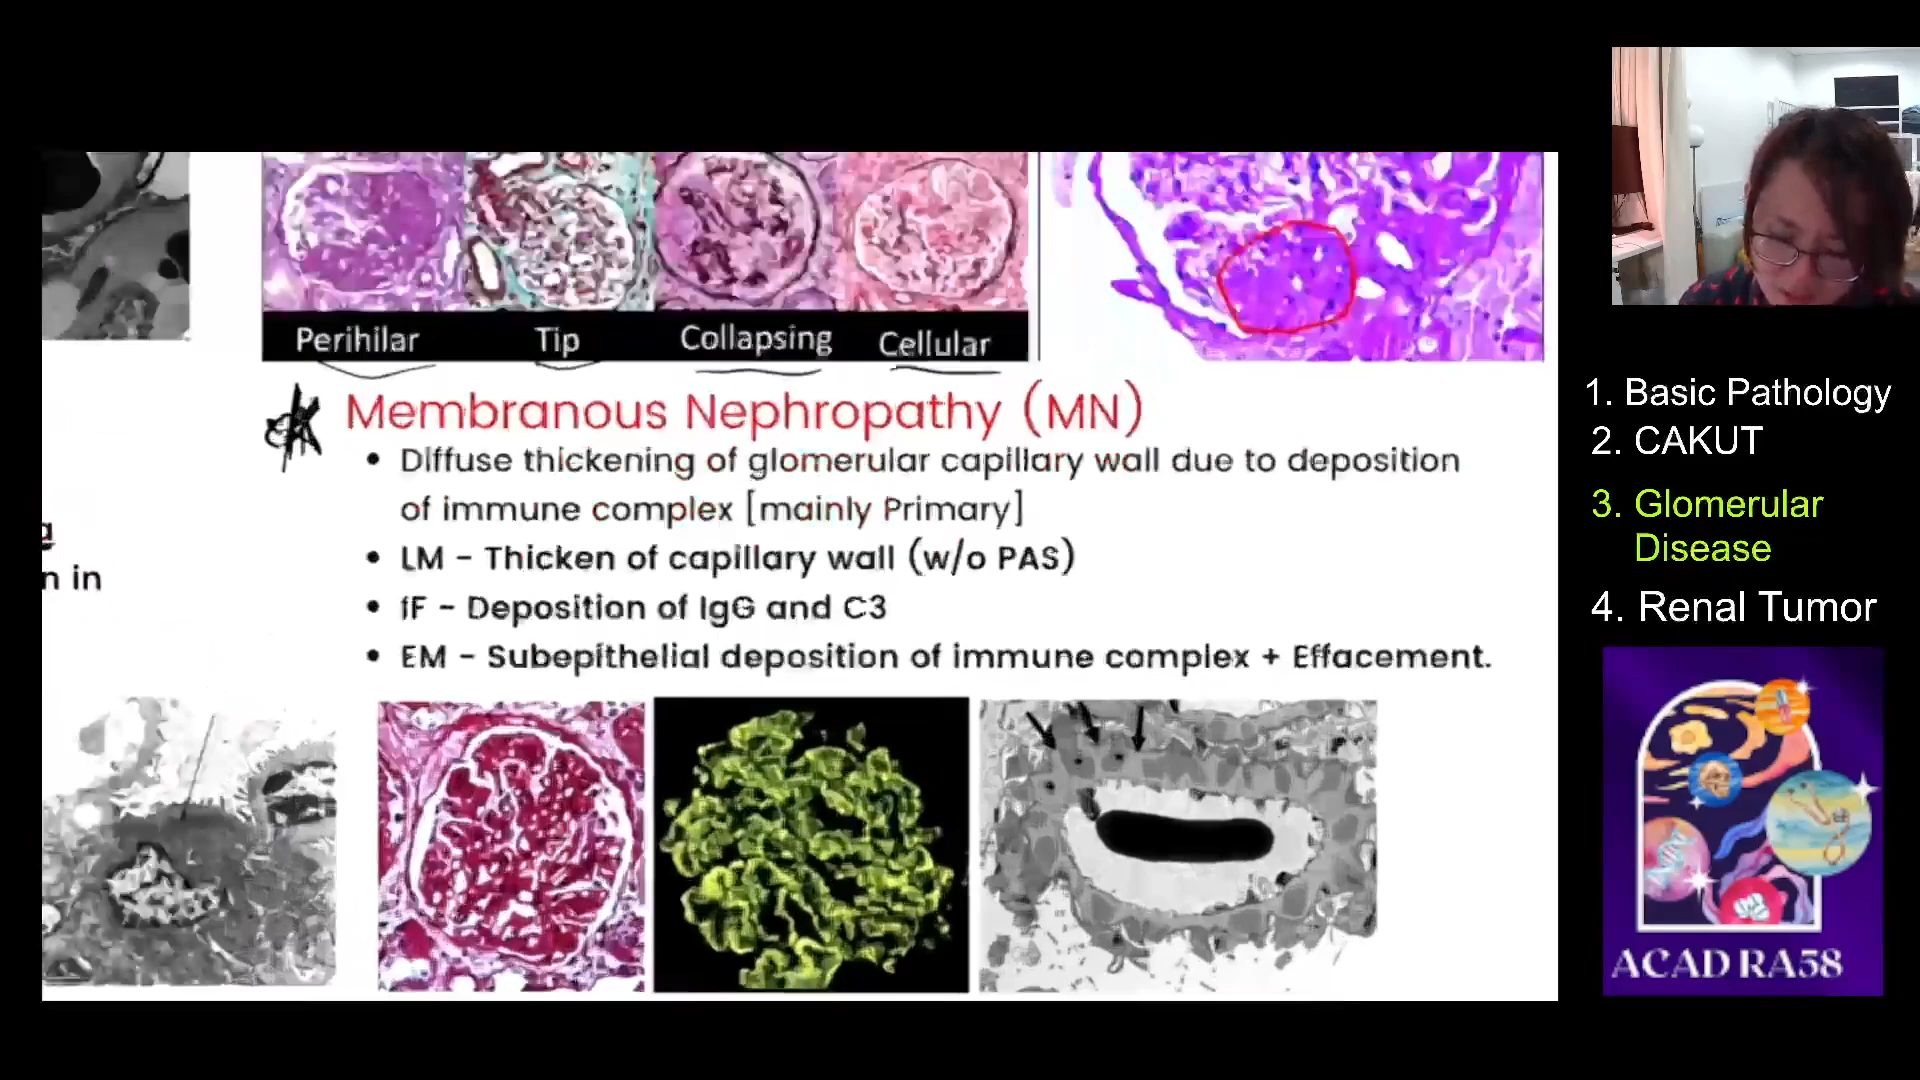 Perihilar Tip Collapsing Cellular
Membranous Nephropathy (MN)
• Diffuse thickening of glomerular capillary wall due to deposition
of immune complex [mainly Primary]
• LM - Thicken of capillary wall (w/o PAS)
• IF - Deposition of IgG and C3
• EM - Subepithelial deposition of immune complex + Effacement.
n in
1. Basic Pathology
2. CAKUT
3. Glomerular
Disease
4. Renal Tumor
ACAD RA58